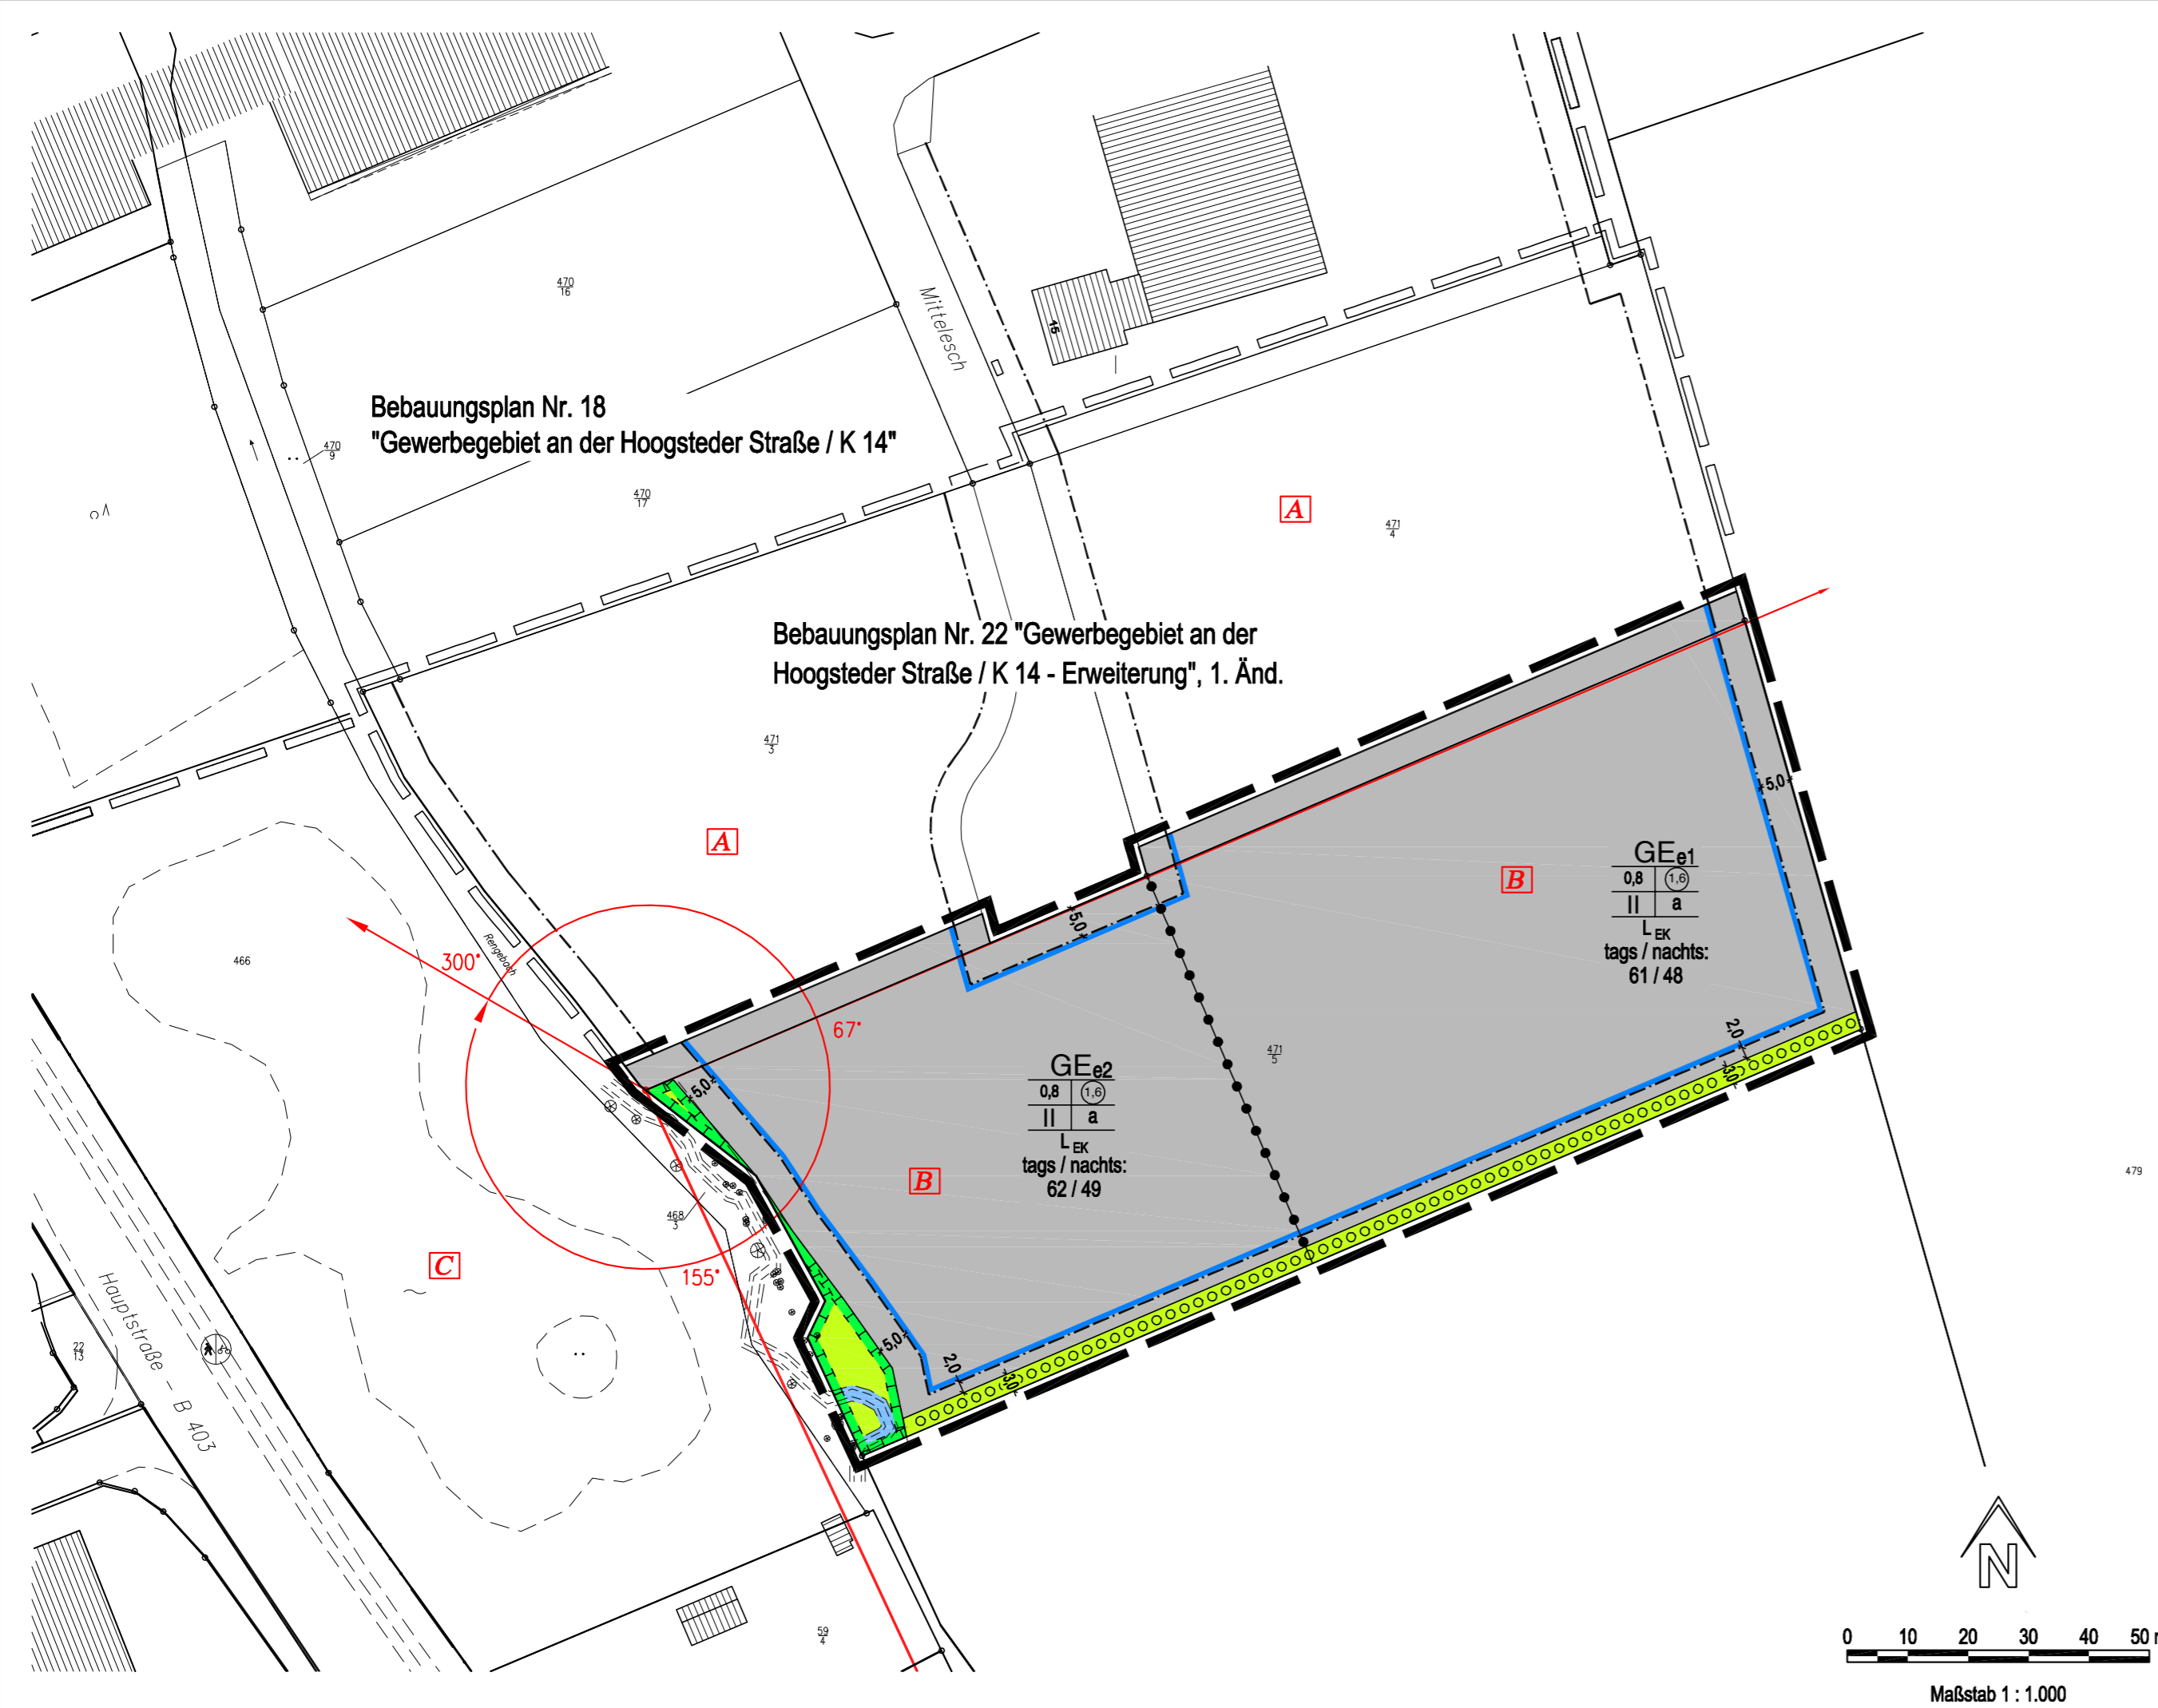 470
16
Mittelesch
15
Bebauungsplan Nr. 18
"Gewerbegebiet an der Hoogsteder Straße / K 14"
470
9
470
17
A
471
4
Bebauungsplan Nr. 22 "Gewerbegebiet an der
Hoogsteder Straße / K 14 - Erweiterung", 1. Änd.
471
3
5,0
A
B
GEe1
0,8 1,6
II a
LEK
tags / nachts:
61 / 48
5,0
300°
Rengebach
466
67°
2,0
471
5
GEe2
0,8 1,6
II a
LEK
tags / nachts:
62 / 49
3,0
5,0
B
479
468
3
C
155°
Hauptstraße - B 403
22
13
5,0
2,0
3,0
N
59
4
0 10 20 30 40 50
Maßstab 1 : 1.000